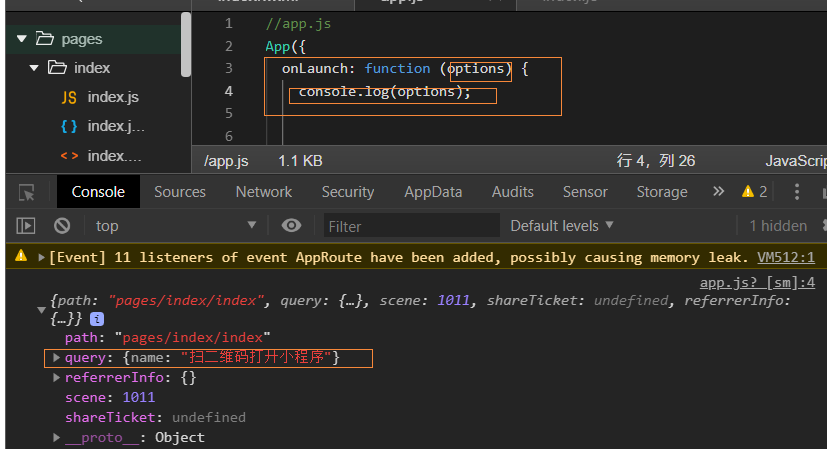 pages
index
index.js
index.j...
index....
1 //app.js
2 App({
3 onLaunch: function (options) {
4 console.log(options);
5
6
/app.js 1.1 KB 行 4，列 26 JavaScript
Console Sources Network Security AppData Audits Sensor Storage » 2
top Filter Default levels 1 hidden
[Event] 11 listeners of event AppRoute have been added, possibly causing memory leak. VM512:1
app.js? [sm]:4
{path: "pages/index/index", query: {…}, scene: 1011, shareTicket: undefined, referrerInfo:
{…}} i
path: "pages/index/index"
query: {name: "扫二维码打开小程序"}
referrerInfo: {}
scene: 1011
shareTicket: undefined
__proto__: Object